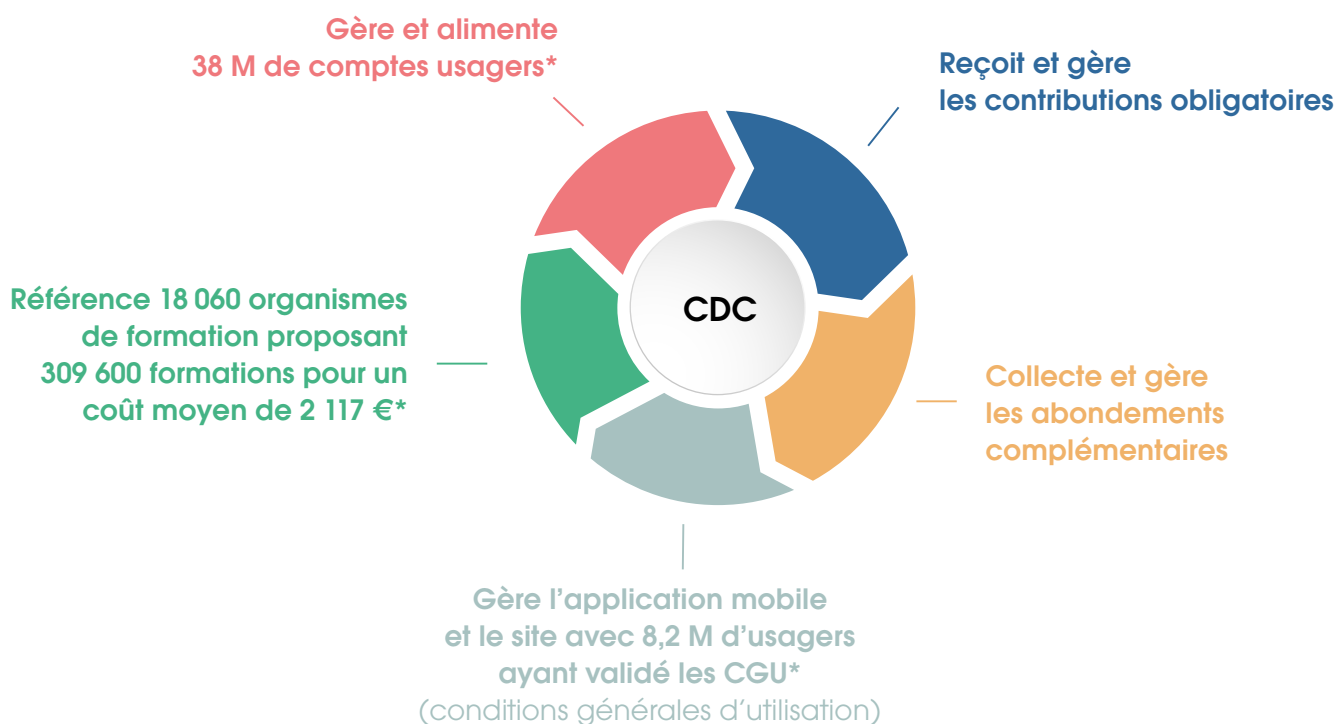 Gère et alimente
38 M de comptes usagers*
Reçoit et gère
les contributions obligatoires
Référence 18 060 organismes
de formation proposant
309 600 formations pour un
coût moyen de 2 117 €*
CDC
Collecte et gère
les abondements
complémentaires
Gère l’application mobile
et le site avec 8,2 M d’usagers
ayant validé les CGU*
(conditions générales d’utilisation)